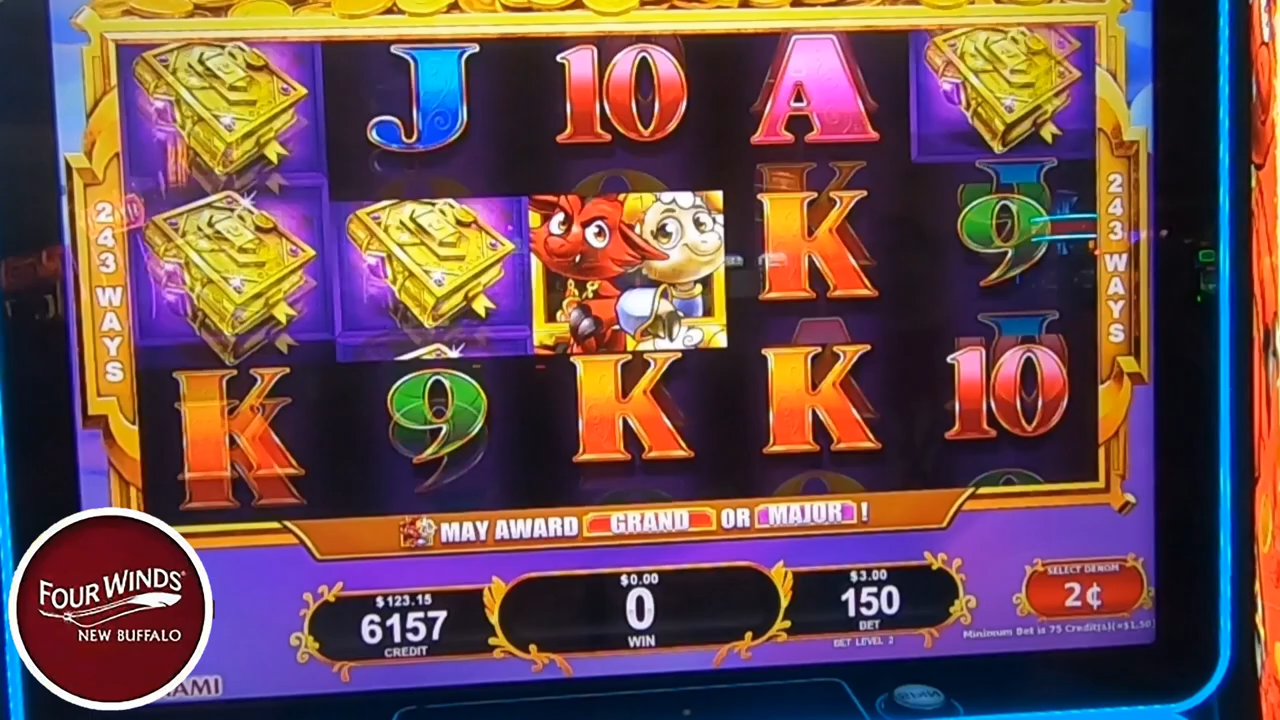 J 10 A
243 WAYS
K 9
243 WAYS
K 9 K K 10
MAY AWARD GRAND OR MAJOR !
$123.15
6157
CREDIT
$0.00
0
WIN
$3.00
150
BET
BET LEVEL 2
SELECT DENOM
2¢
Minimum Bet is 75 Credit(s)(=$1.50)
FOUR WINDS®
NEW BUFFALO
AMI